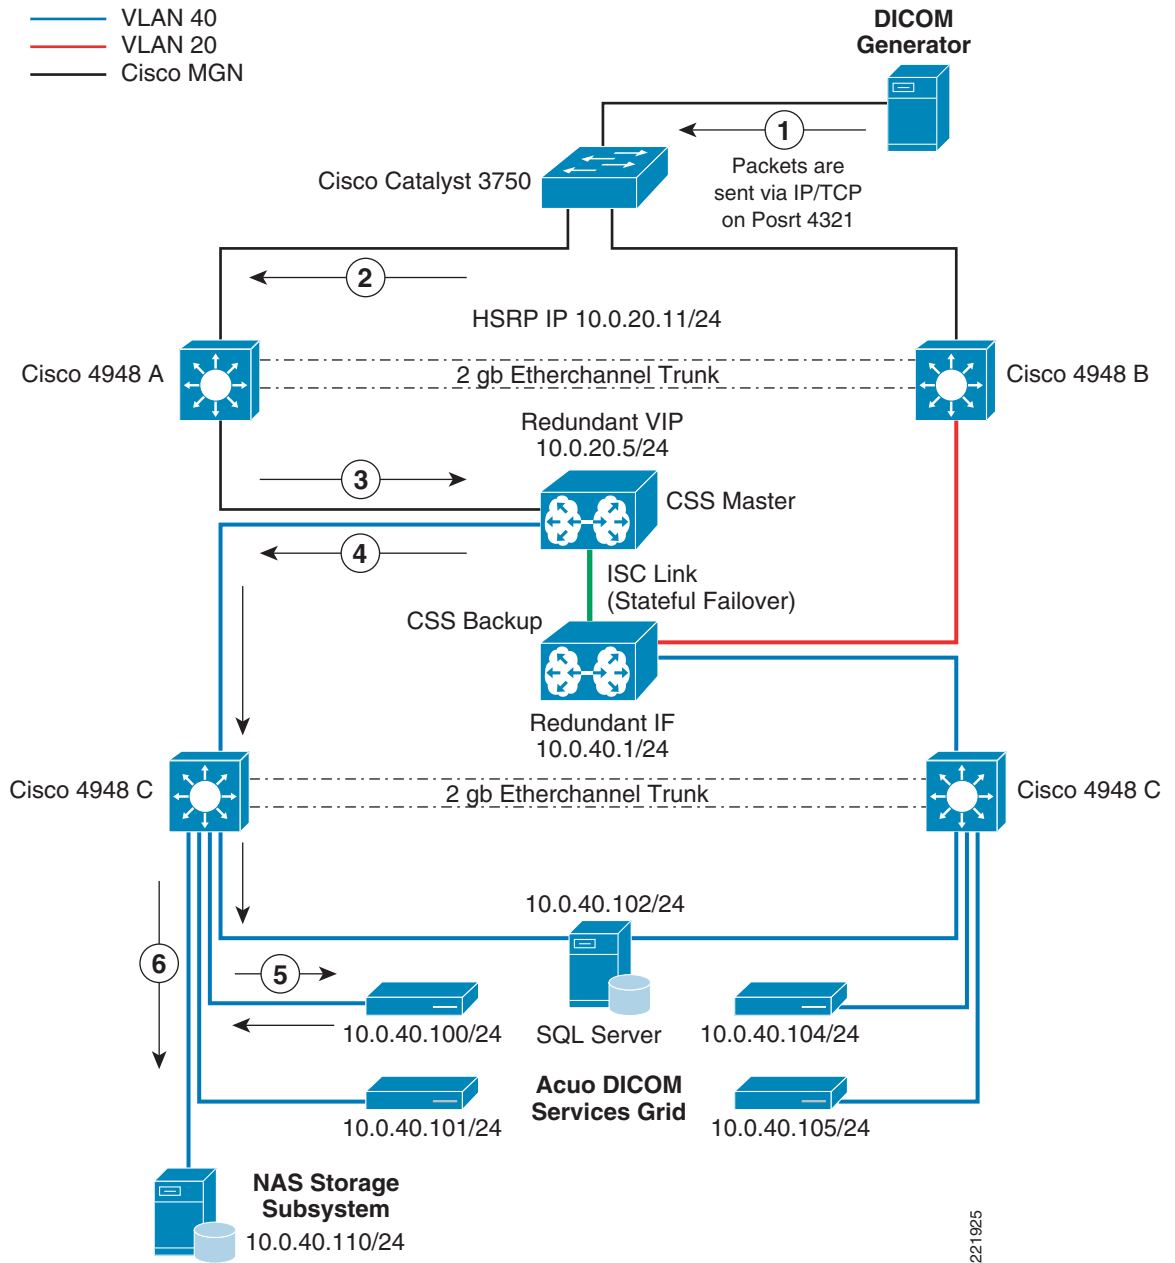 VLAN 40
VLAN 20
Cisco MGN
DICOM
Generator
1
Packets are
sent via IP/TCP
on Posrt 4321
Cisco Catalyst 3750
2
HSRP IP 10.0.20.11/24
Cisco 4948 A
2 gb Etherchannel Trunk
Cisco 4948 B
Redundant VIP
10.0.20.5/24
3
CSS Master
4
ISC Link
(Stateful Failover)
CSS Backup
Redundant IF
10.0.40.1/24
Cisco 4948 C
2 gb Etherchannel Trunk
Cisco 4948 C
10.0.40.102/24
6
5
10.0.40.100/24
SQL Server
10.0.40.104/24
Acuo DICOM
Services Grid
10.0.40.101/24
10.0.40.105/24
NAS Storage
Subsystem
10.0.40.110/24
221925